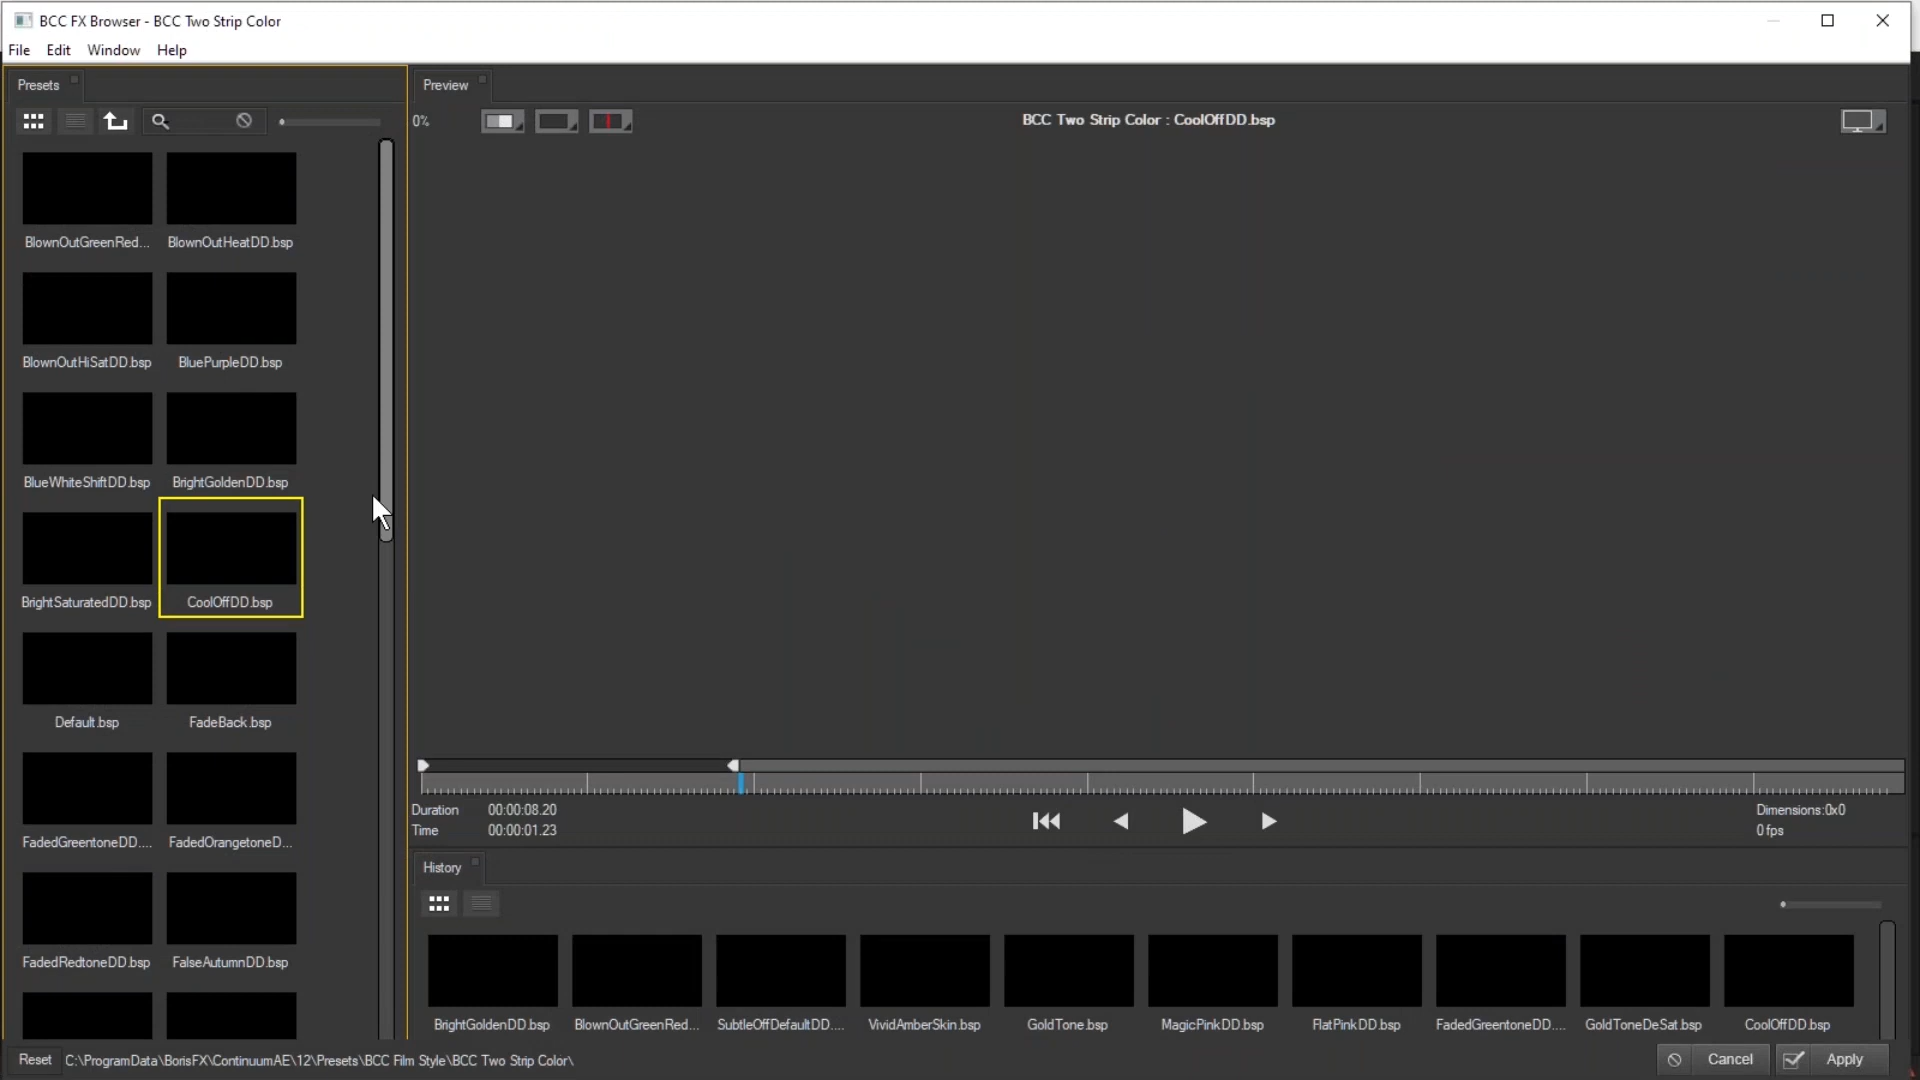 BCC FX Browser - BCC Two Strip Color
File Edit Window Help
Presets
Preview
0%
BCC Two Strip Color : CoolOffDD.bsp
BlownOutGreenRed... BlownOutHeatDD.bsp
BlownOutHiSatDD.bsp BluePurpleDD.bsp
BlueWhiteShiftDD.bsp BrightGoldenDD.bsp
BrightSaturatedDD.bsp CoolOffDD.bsp
Default.bsp FadeBack.bsp
FadedGreentoneDD.... FadedOrangetoneD...
FadedRedtoneDD.bsp FalseAutumnDD.bsp
Duration 00:00:08.20
Time 00:00:01.23
Dimensions:0x0
0 fps
History
BrightGoldenDD.bsp BlownOutGreenRed... SubtleOffDefaultDD.... VividAmberSkin.bsp GoldTone.bsp MagicPinkDD.bsp FlatPinkDD.bsp FadedGreentoneDD.... GoldToneDeSat.bsp CoolOffDD.bsp
Reset C:\ProgramData\BorisFX\ContinuumAE\12\Presets\BCC Film Style\BCC Two Strip Color\
Cancel Apply